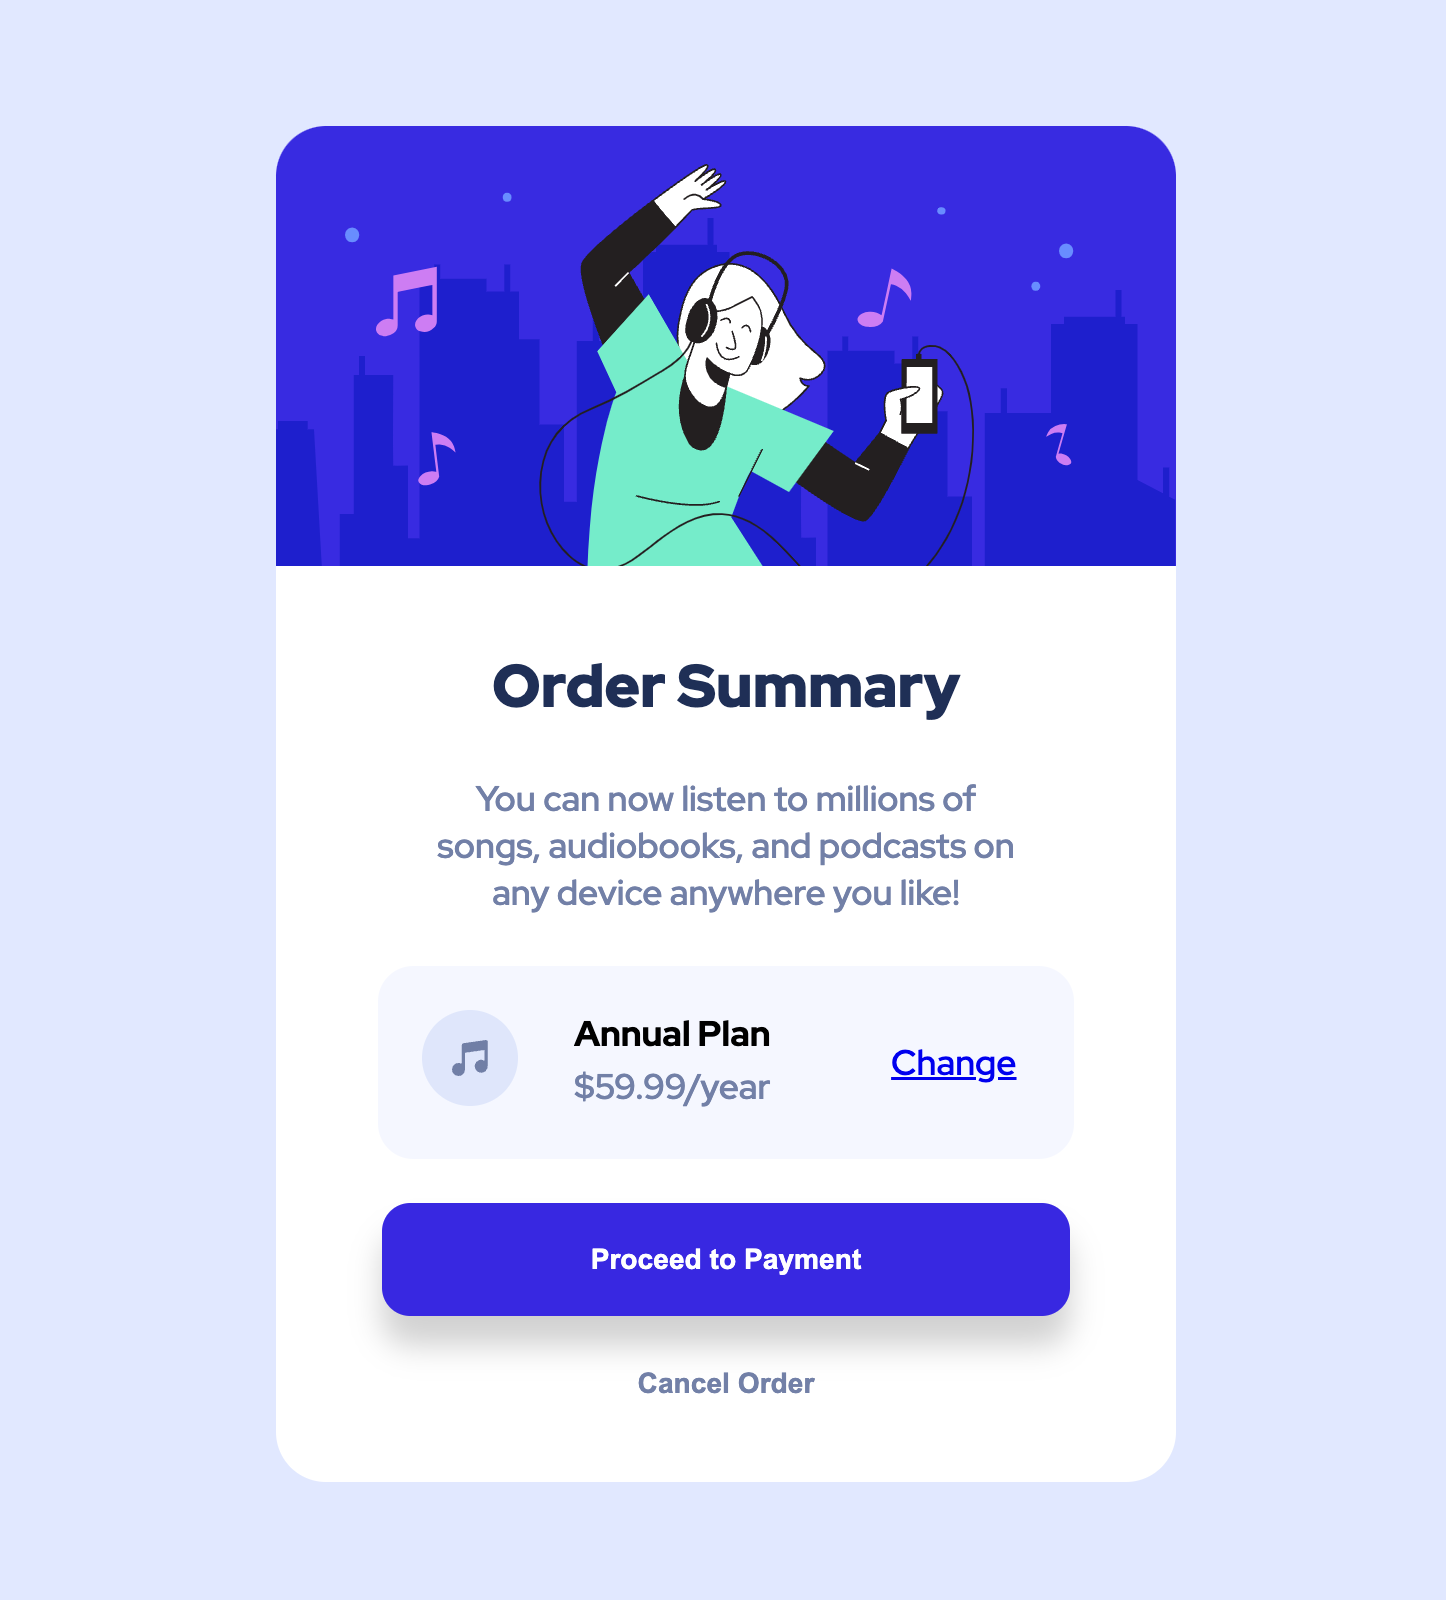 Order Summary
You can now listen to millions of
songs, audiobooks, and podcasts on
any device anywhere you like!
Annual Plan
$59.99/year
Change
Proceed to Payment
Cancel Order